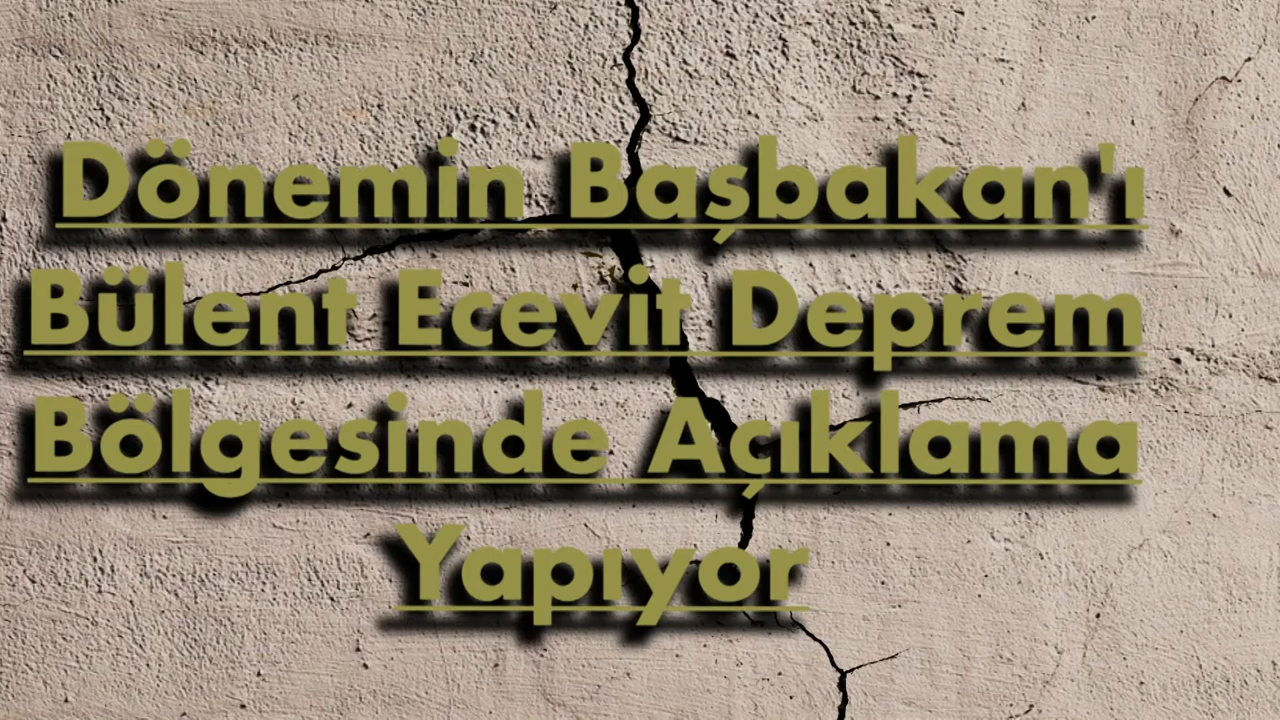 Dönemin Başbakan'ı
Bülent Ecevit Deprem
Bölgesinde Açıklama
Yapıyor